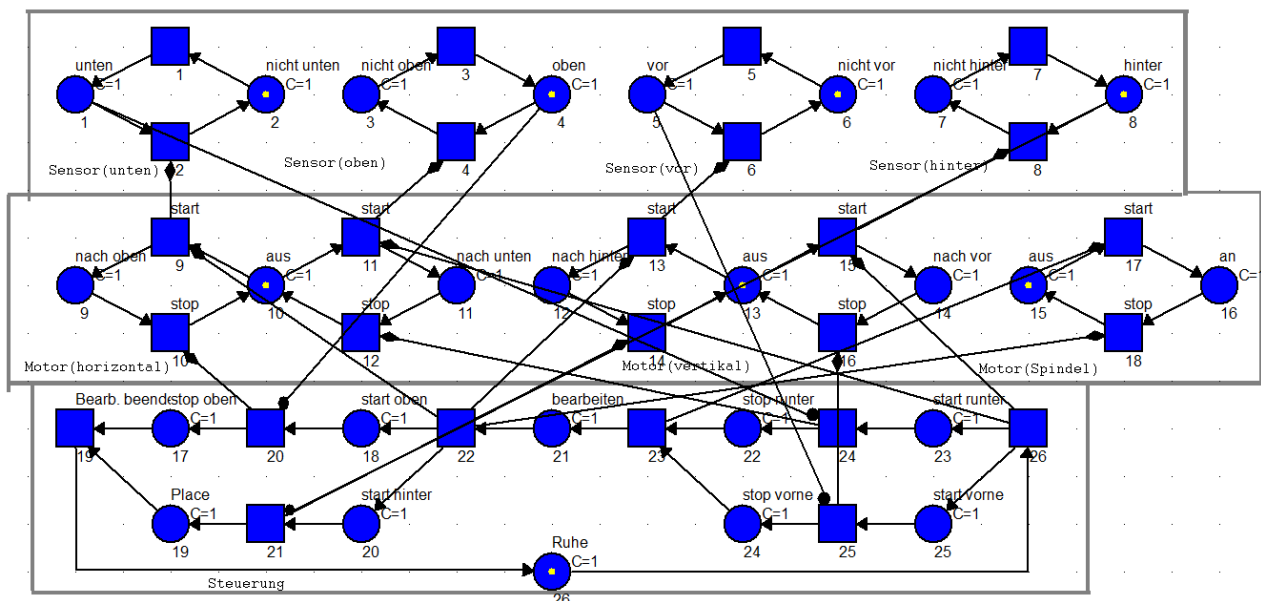 unten nicht unten nicht oben oben vor nicht vor nicht hinter hinter
C=1 C=1 C=1 C=1 C=1 C=1 C=1 C=1
1 3 5 7
1 2 3 4 5 6 7 8
2 4 6 8
Sensor(unten) Sensor(oben) Sensor(vor) Sensor(hinter)
start start start start start
9 11 13 15 17
nach oben aus nach unten nach hinten aus nach vor aus an
C=1 C=1 C=1 C=1 C=1 C=1 C=1 C=1
9 10 11 12 13 14 15 16
stop stop stop stop
10 12 14 16 18
Motor(horizontal) Motor(vertikal) Motor(Spindel)
Bearb. beendstop oben start oben bearbeiten stop runter start runter
C=1 C=1 C=1 C=1 C=1
19 17 20 18 22 21 23 22 24 23 26
Place start hinter stop vorne start vorne
C=1 C=1 C=1 C=1
19 21 20 24 25 25
Ruhe
C=1
26
Steuerung